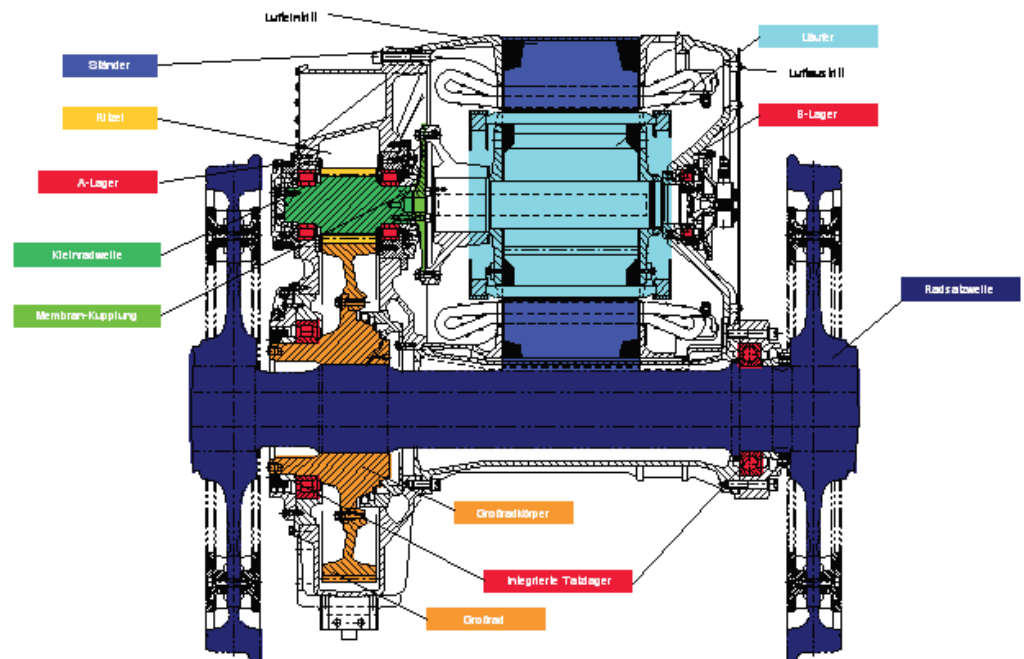 Lufteintritt
Ständer
Läufer
Luftaustritt
Ritzel
B-Lager
A-Lager
Kleinradwelle
Radsatzwelle
Membran-Kupplung
Großradkörper
Integrierte Tatzlager
Großrad